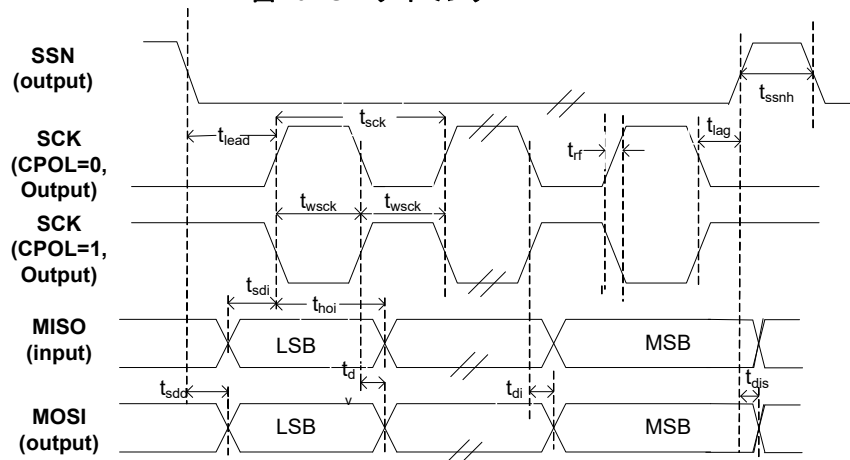 SSN
(output)
tssnh
tsck
SCK
(CPOL=0,
Output)
tlead
trf
tlag
twsck
twsck
SCK
(CPOL=1,
Output)
tsdi
thoi
MISO
(input)
LSB
MSB
tsdd
td
v
tdi
tdis
MOSI
(output)
LSB
MSB